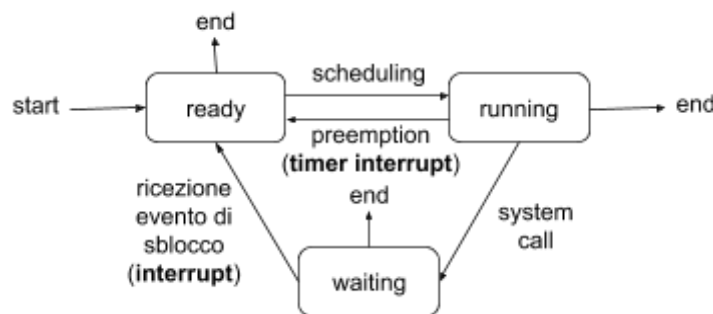 end
scheduling
start
ready
running
end
preemption
(timer interrupt)
ricezione
evento di
sblocco
(interrupt)
end
system
call
waiting